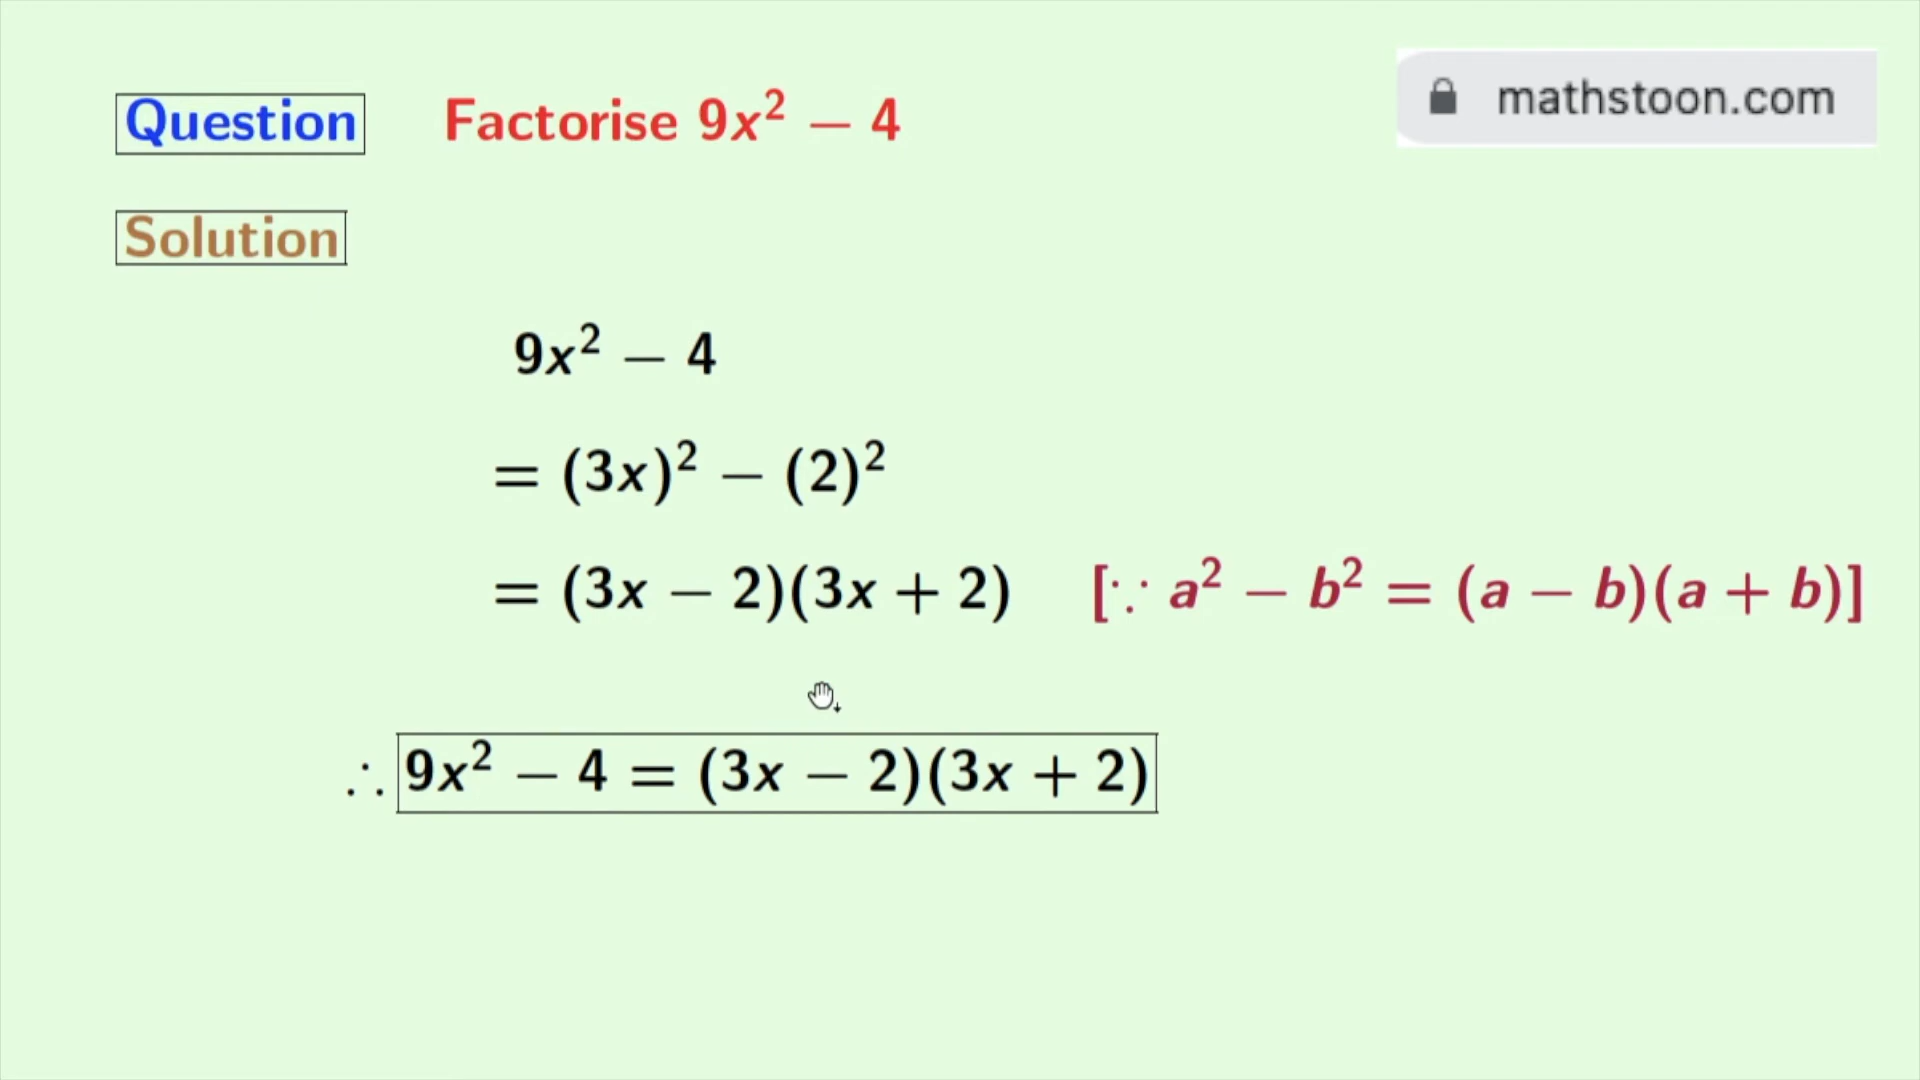 Question Factorise 9x² − 4
mathstoon.com
Solution
9x² − 4
= (3x)² − (2)²
= (3x − 2)(3x + 2) [∵ a² − b² = (a − b)(a + b)]
∴ 9x² − 4 = (3x − 2)(3x + 2)